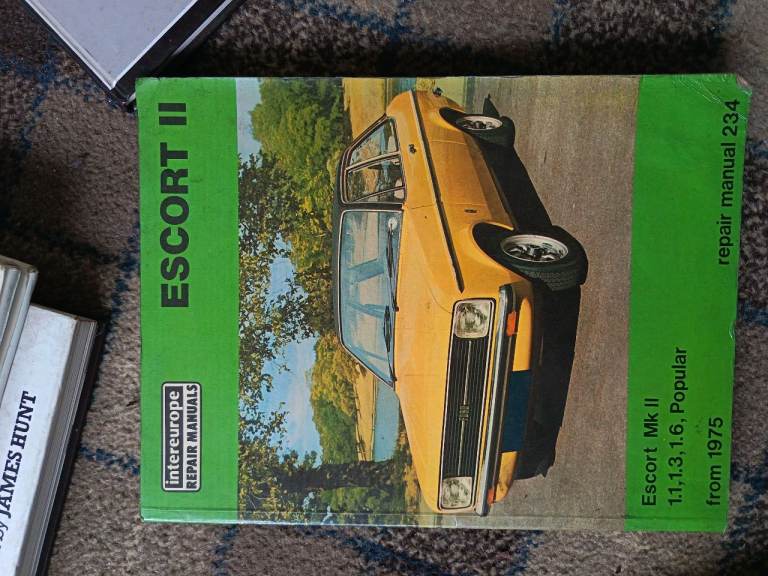 intereurope
REPAIR MANUALS
ESCORT II
Escort Mk II
1.1,1.3,1.6, Popular
from 1975
repair manual 234
by JAMES HUNT